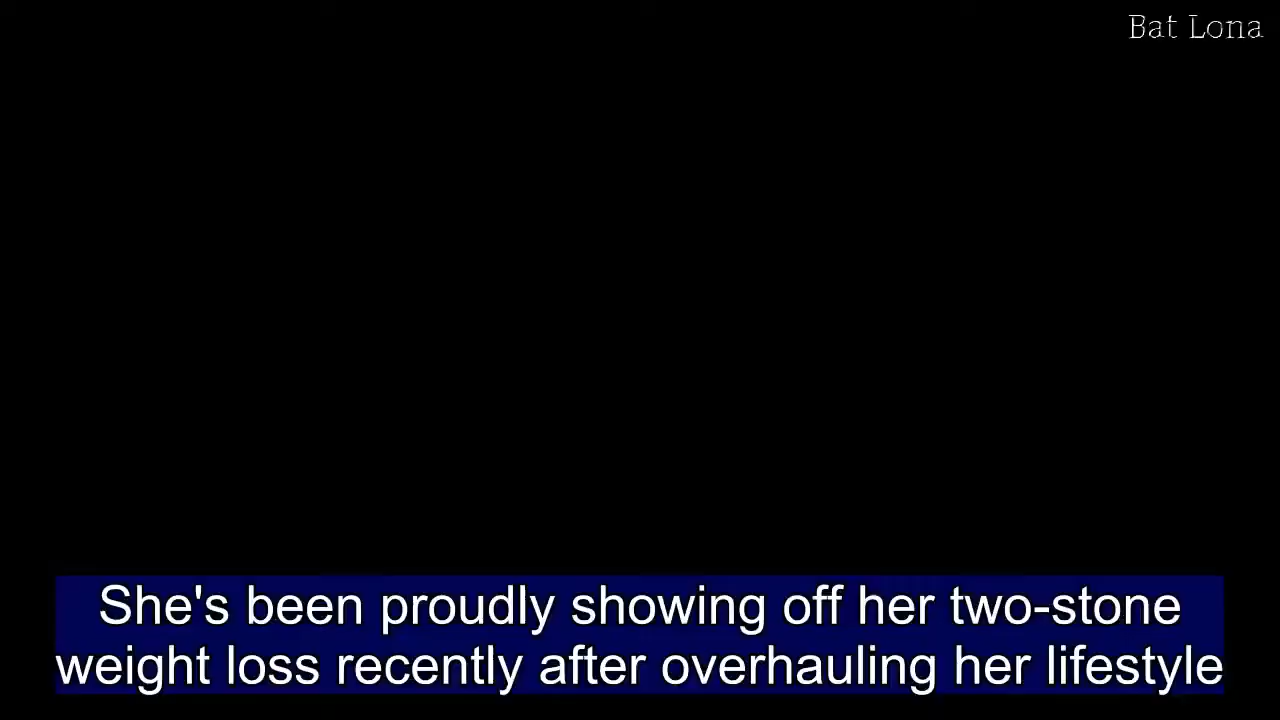 Bat Lona
She's been proudly showing off her two-stone
weight loss recently after overhauling her lifestyle